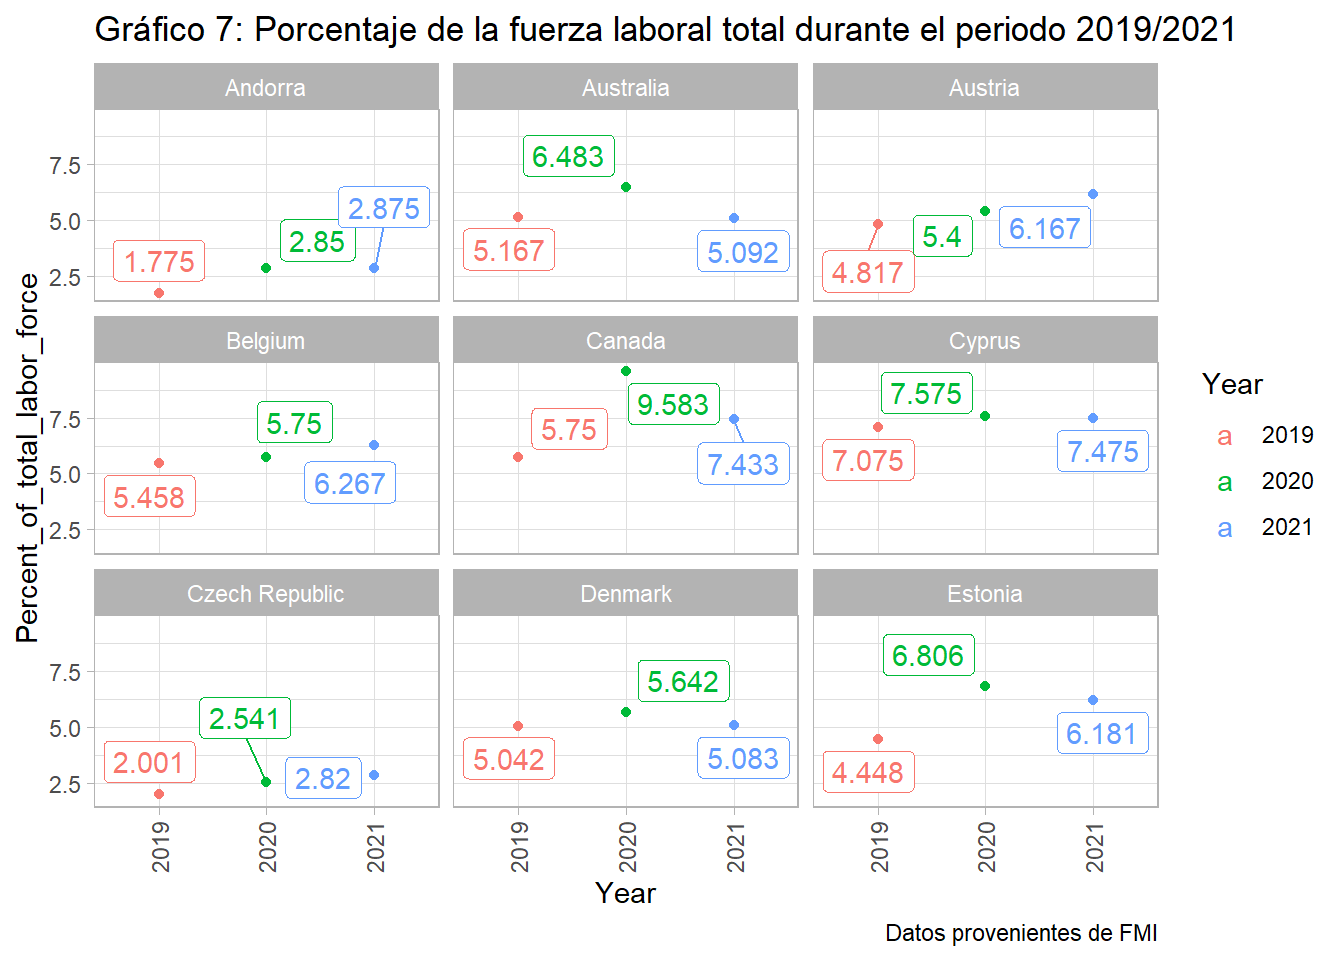 Gráfico 7: Porcentaje de la fuerza laboral total durante el periodo 2019/2021
Percent_of_total_labor_force
Andorra
Australia
Austria
7.5
5.0
2.5
1.775
2.85
2.875
5.167
6.483
5.092
4.817
5.4
6.167
Belgium
Canada
Cyprus
7.5
5.0
2.5
5.458
5.75
6.267
5.75
9.583
7.433
7.075
7.575
7.475
Czech Republic
Denmark
Estonia
7.5
5.0
2.5
2.001
2.541
2.82
5.042
5.642
5.083
4.448
6.806
6.181
2019
2020
2021
2019
2020
2021
2019
2020
2021
Year
Year
a 2019
a 2020
a 2021
Datos provenientes de FMI